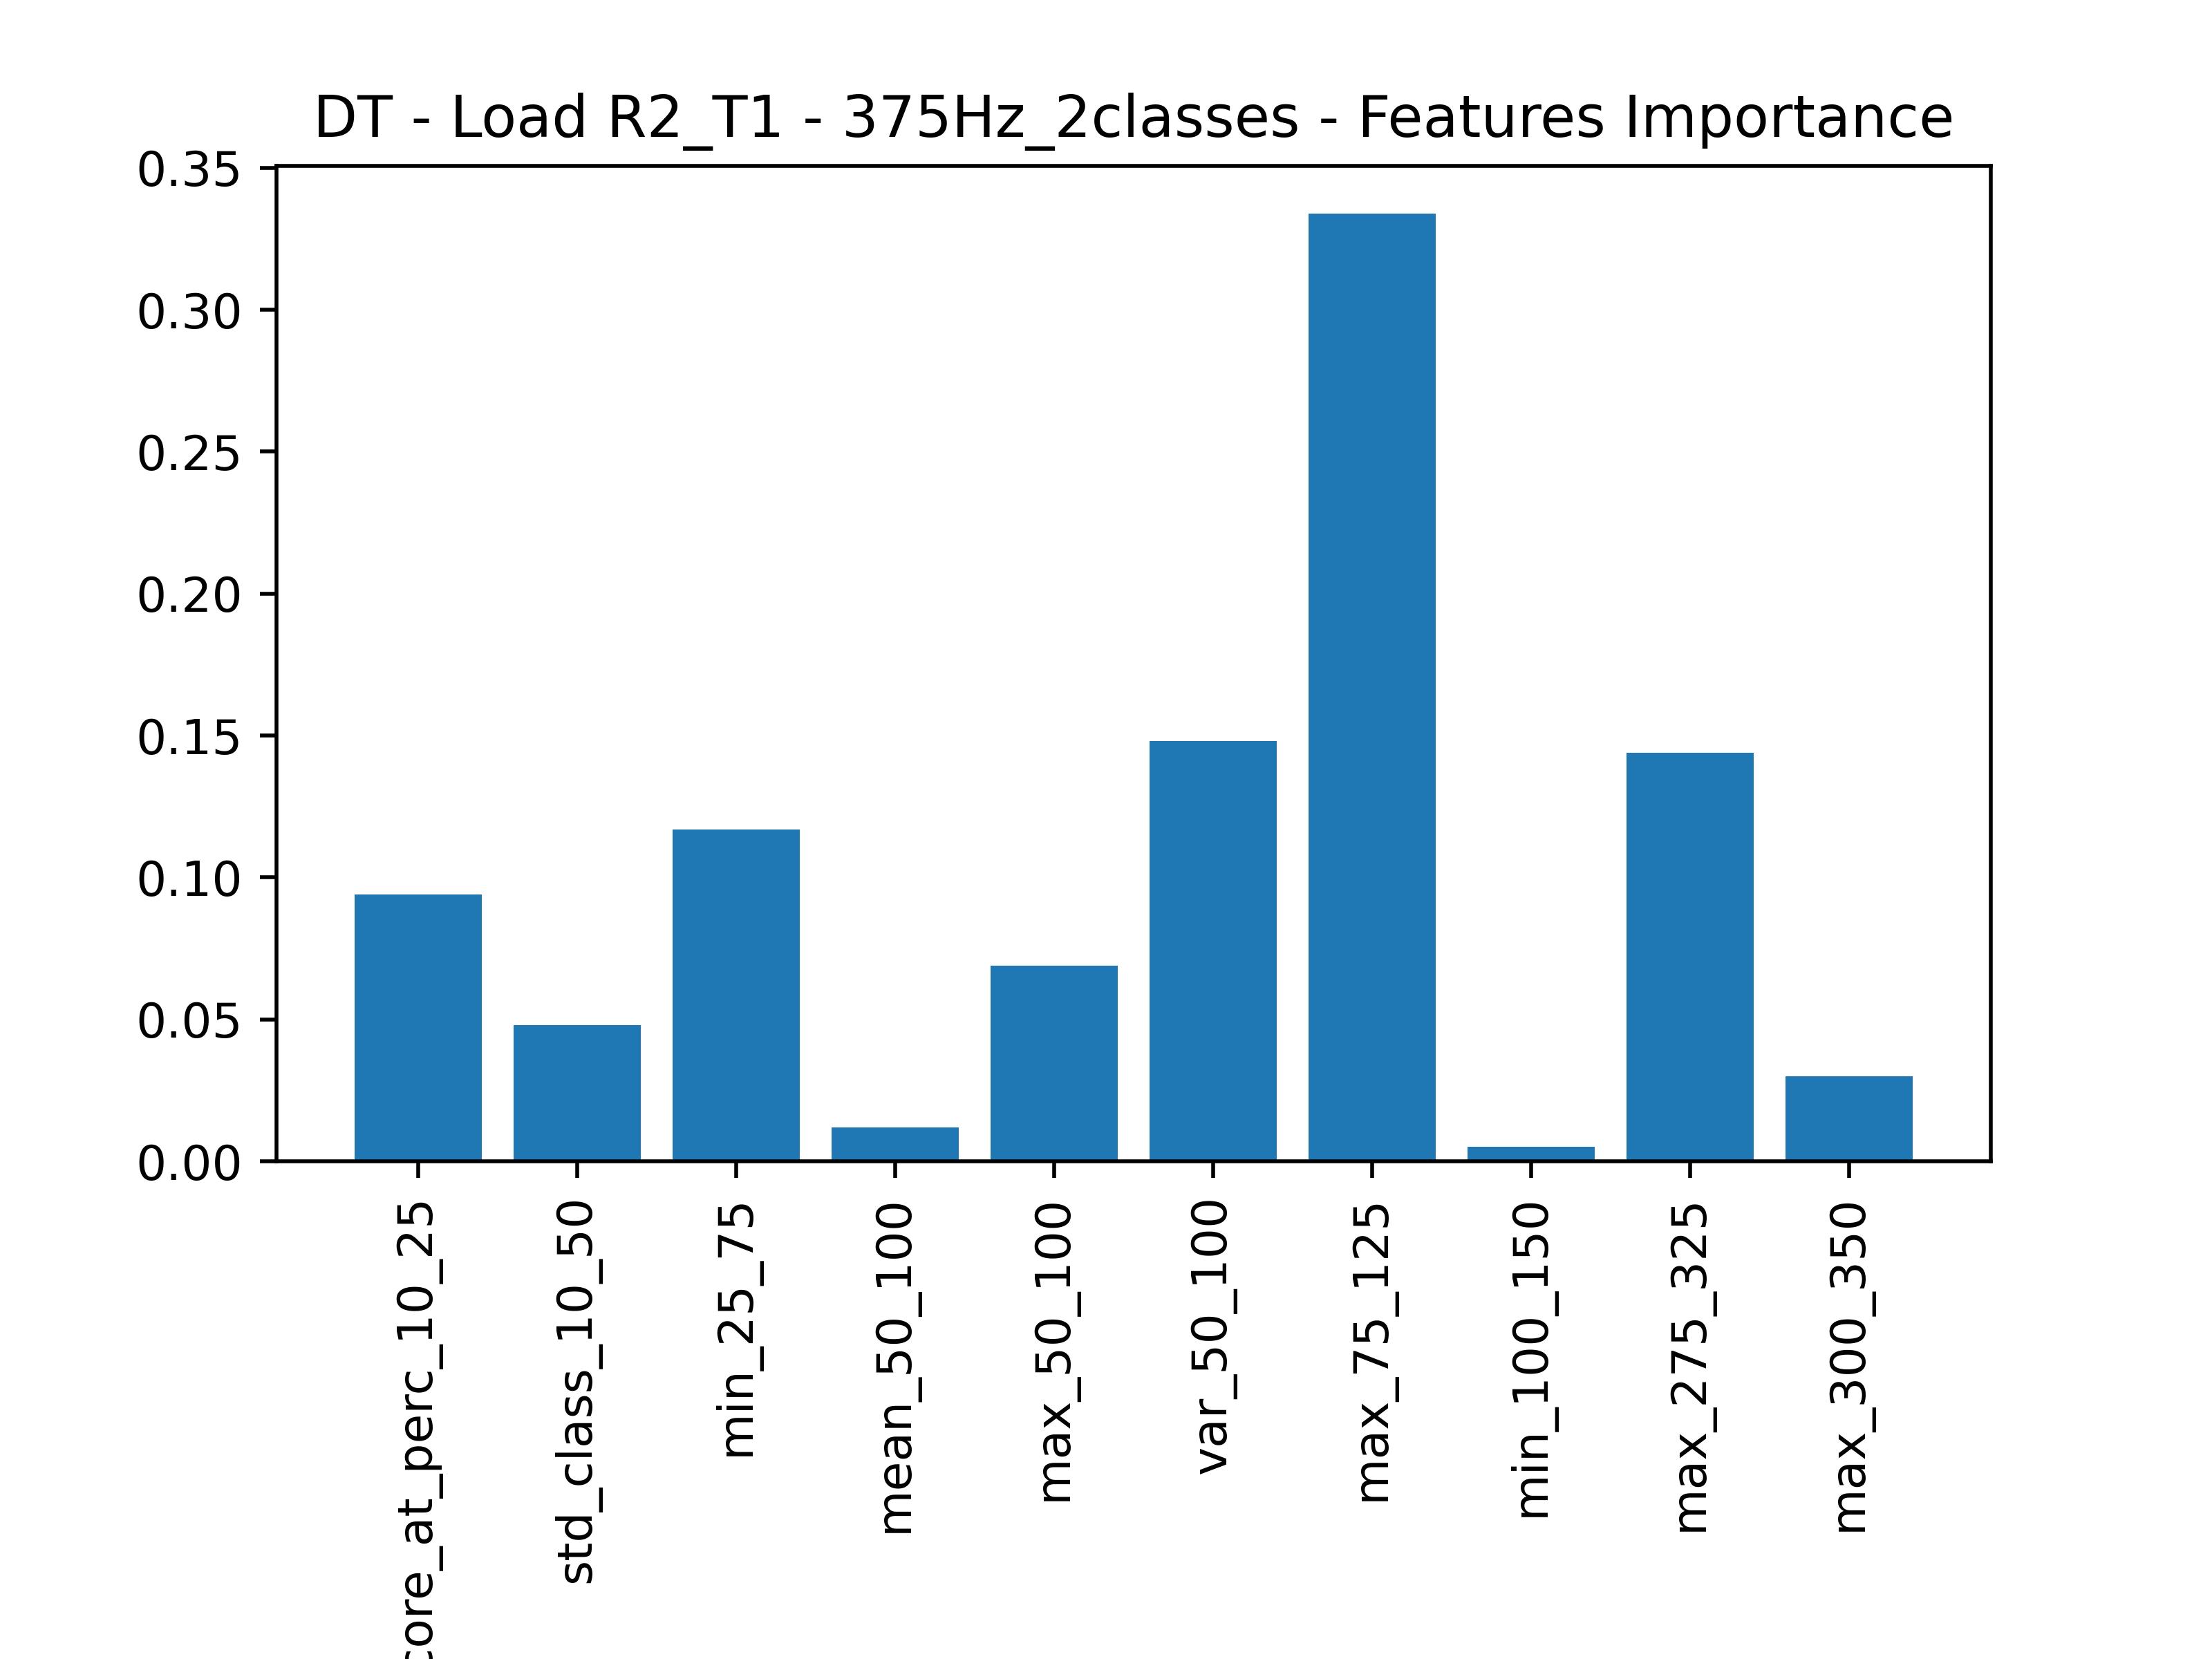 DT - Load R2_T1 - 375Hz_2classes - Features Importance
0.35
0.30
0.25
0.20
0.15
0.10
0.05
0.00
core_at_perc_10_25
std_class_10_50
min_25_75
mean_50_100
max_50_100
var_50_100
max_75_125
min_100_150
max_275_325
max_300_350